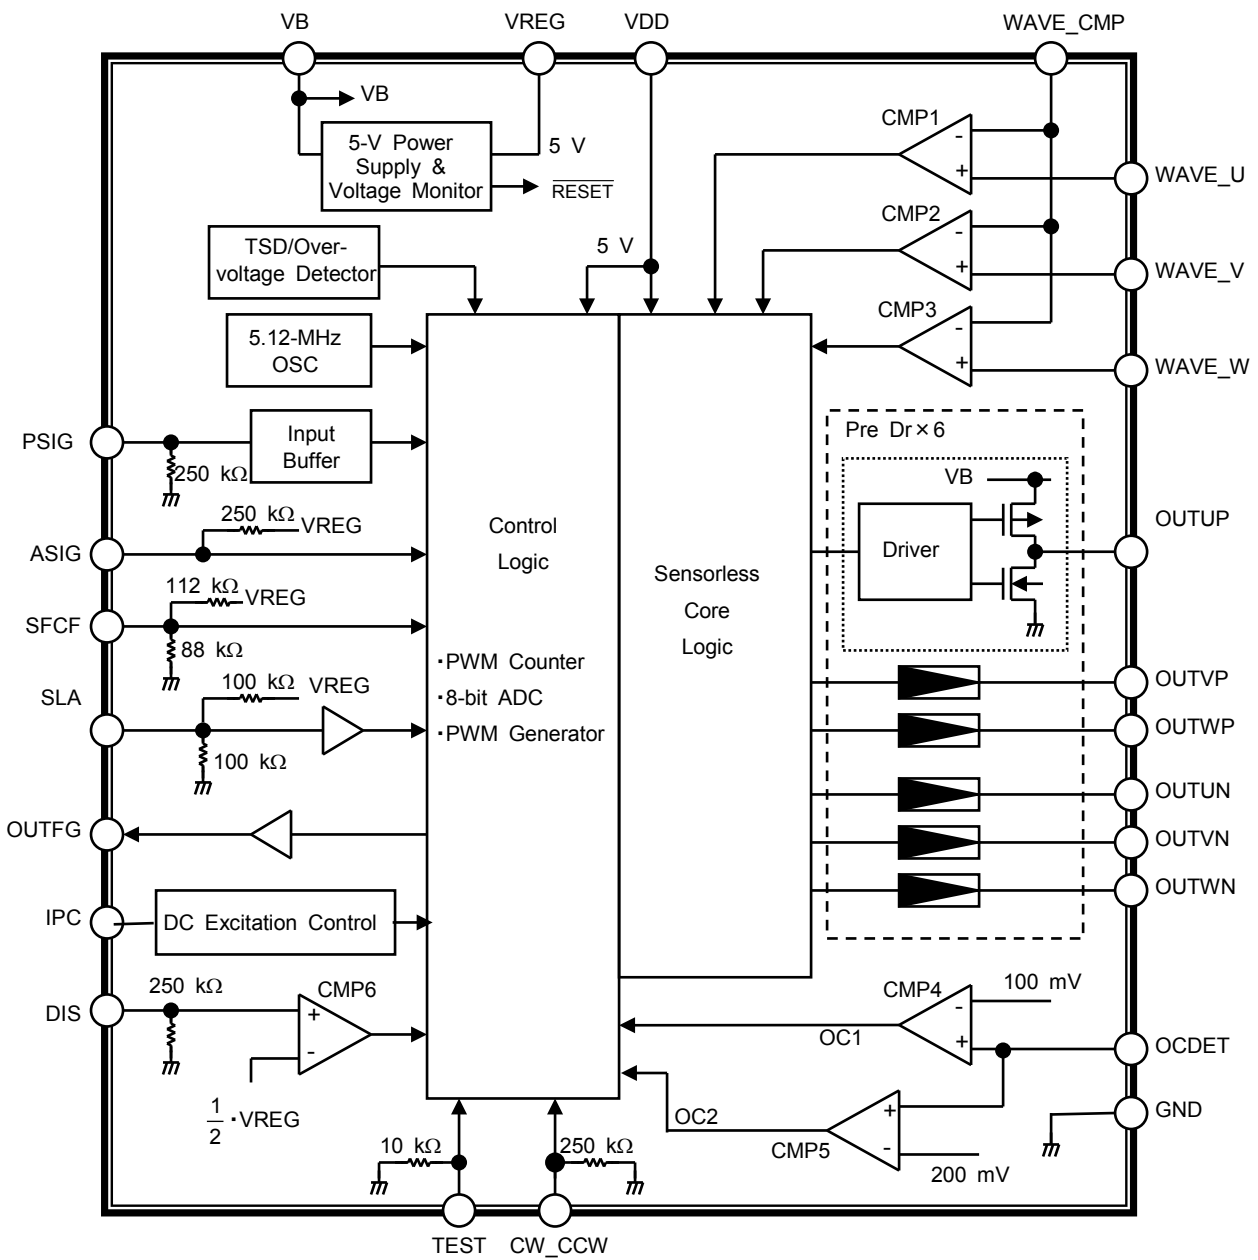 VB
VREG
VDD
WAVE_CMP
VB
5-V Power
Supply &
Voltage Monitor
5 V
RESET
CMP1
-
+
WAVE_U
TSD/Over-
voltage Detector
5 V
CMP2
-
+
WAVE_V
5.12-MHz
OSC
CMP3
-
+
WAVE_W
PSIG
250 kΩ
Input
Buffer
Pre Dr×6
VB
Driver
OUTUP
ASIG
250 kΩ
VREG
Control
Logic
Sensorless
Core
Logic
SFCF
112 kΩ
VREG
88 kΩ
・PWM Counter
・8-bit ADC
・PWM Generator
SLA
100 kΩ
VREG
100 kΩ
OUTVP
OUTWP
OUTUN
OUTVN
OUTWN
OUTFG
IPC
DC Excitation Control
DIS
250 kΩ
CMP6
+
-
1
2
・VREG
CMP4
100 mV
-
+
OC1
OCDET
OC2
CMP5
+
-
200 mV
GND
10 kΩ
250 kΩ
TEST
CW_CCW